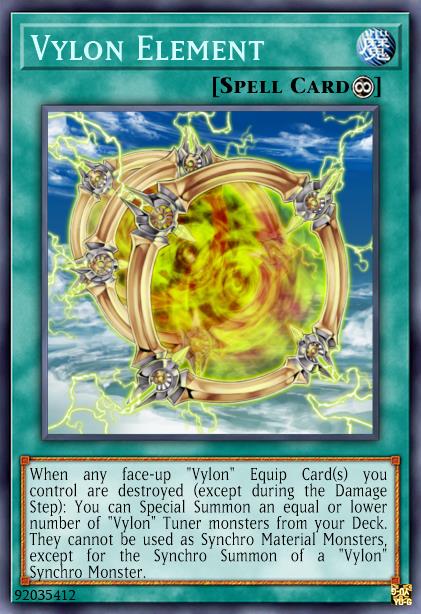 Vylon Element
[Spell Card]
When any face-up "Vylon" Equip Card(s) you
control are destroyed (except during the Damage
Step): You can Special Summon an equal or lower
number of "Vylon" Tuner monsters from your Deck.
They cannot be used as Synchro Material Monsters,
except for the Synchro Summon of a "Vylon"
Synchro Monster.
92035412